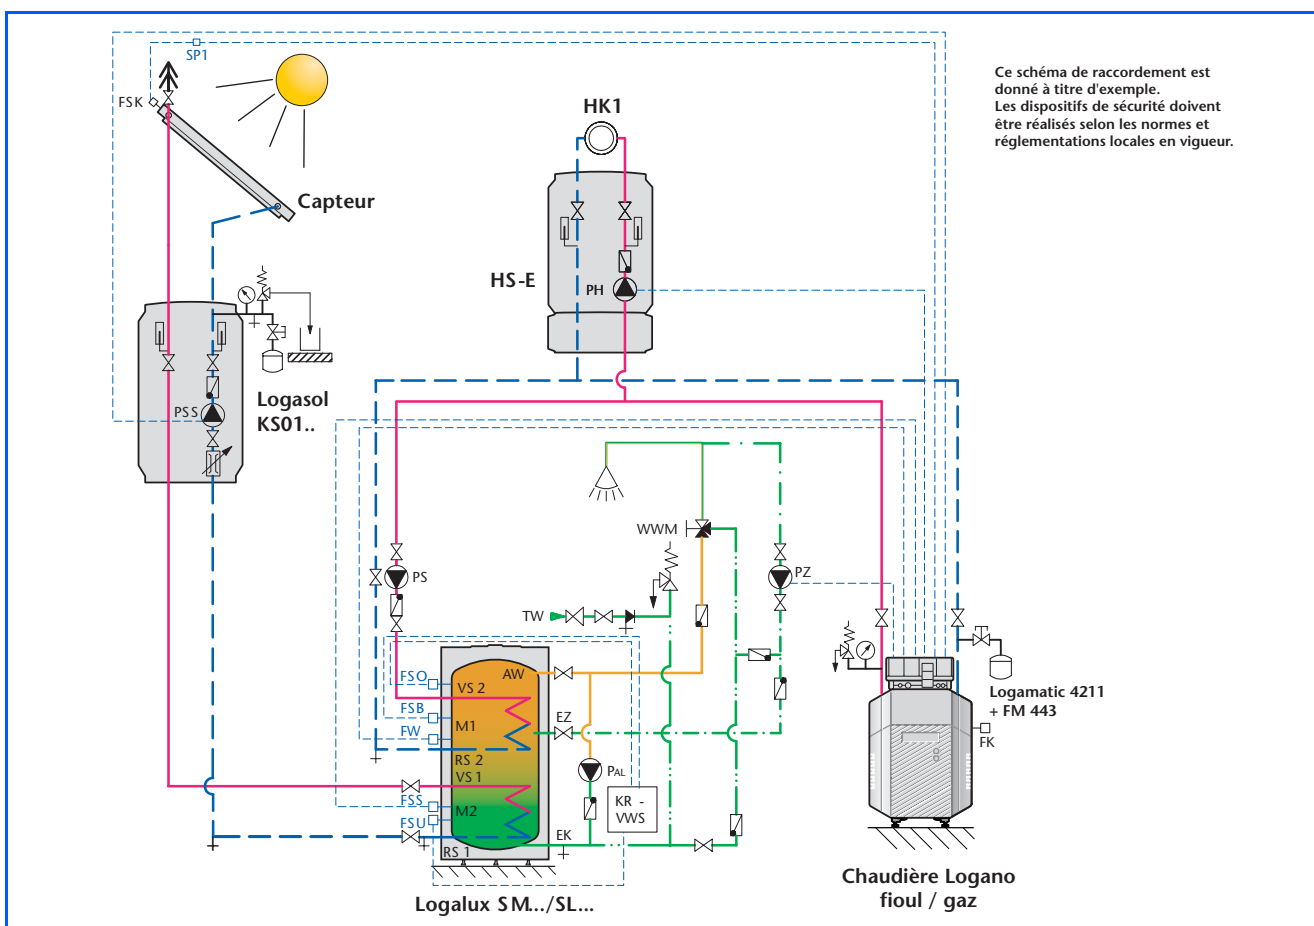 SP1
FSK
Ce schéma de raccordement est
donné à titre d'exemple.
Les dispositifs de sécurité doivent
être réalisés selon les normes et
réglementations locales en vigueur.
HK1
Capteur
HS-E
PH
Logasol
KS01..
PSS
WWM
PS
PZ
TW
FSO
VS 2
AW
FSB
M1
EZ
FW
RS 2
VS 1
PAL
FSS
M2
KR -
VWS
FSU
RS 1
EK
Logamatic 4211
+ FM 443
FK
Logalux SM.../SL...
Chaudière Logano
fioul / gaz